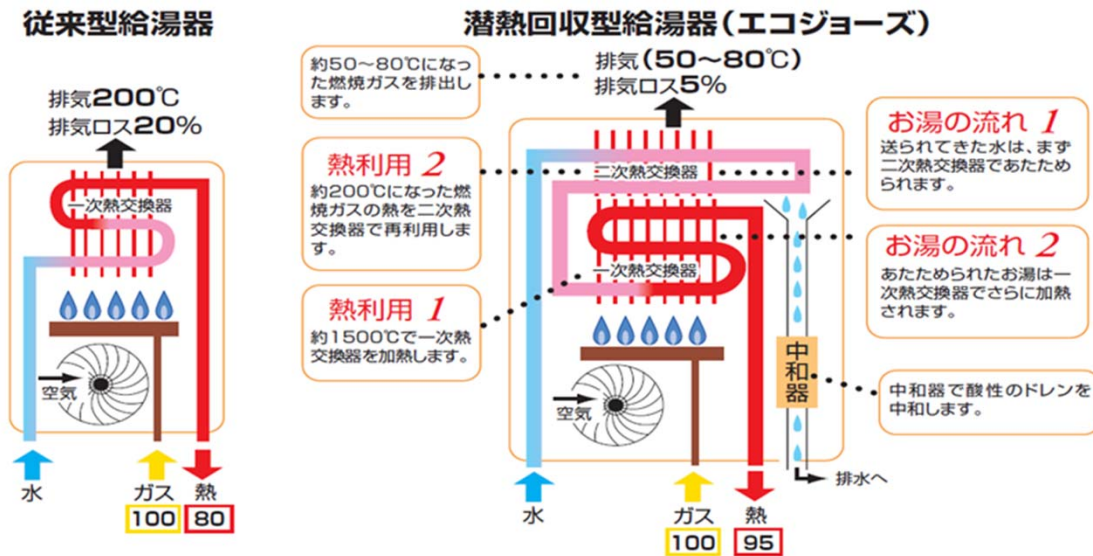 従来型給湯器
排気200℃
排気ロス20%
一次熱交換器
空気
水
ガス
熱
100
80
潜熱回収型給湯器(エコジョーズ)
約50~80℃になっ
た燃焼ガスを排出し
ます。
排気(50~80℃)
排気ロス5%
熱利用 2
約200℃になった燃
焼ガスの熱を二次熱
交換器で再利用しま
す。
熱利用 1
約1500℃で一次熱
交換器を加熱します。
二次熱交換器
一次熱交換器
空気
水
ガス
熱
100
95
お湯の流れ 1
送られてきた水は、まず
二次熱交換器であたため
られます。
お湯の流れ 2
あたためられたお湯は一
次熱交換器でさらに加熱
されます。
中和器
中和器で酸性のドレンを
中和します。
排水へ